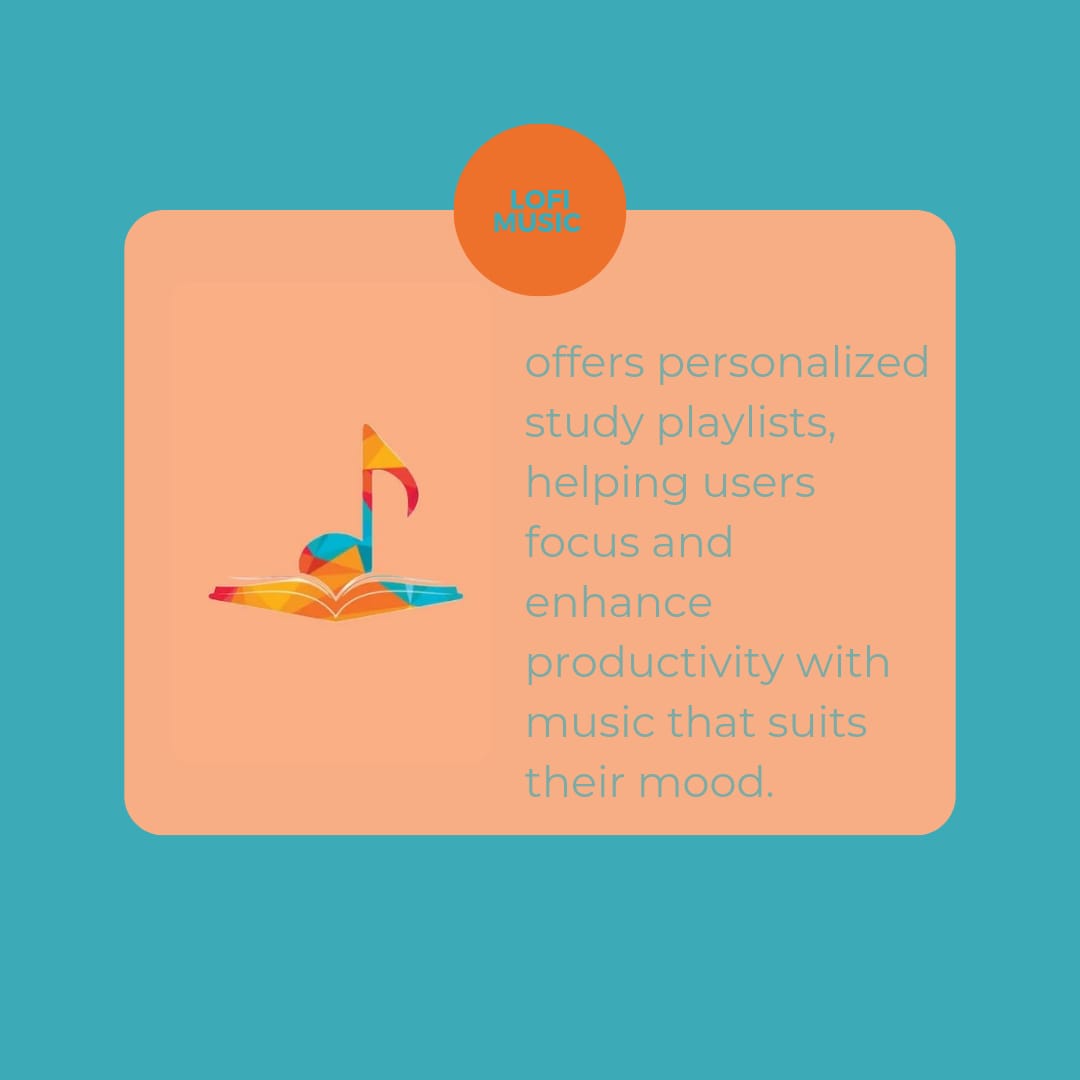 LOFI
MUSIC
offers personalized
study playlists,
helping users
focus and
enhance
productivity with
music that suits
their mood.